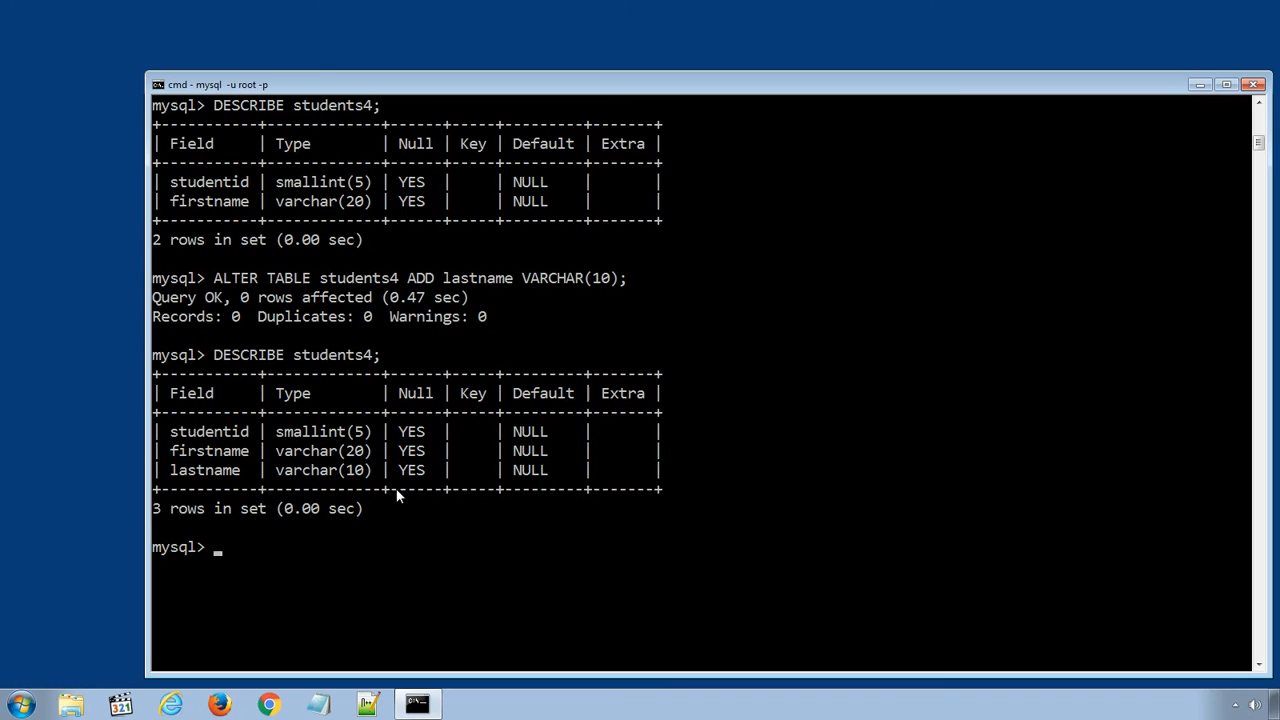 cmd - mysql  -u root -p
mysql> DESCRIBE students4;
+-----------+-------------+------+-----+---------+-------+
| Field     | Type        | Null | Key | Default | Extra |
+-----------+-------------+------+-----+---------+-------+
| studentid | smallint(5) | YES  |     | NULL    |       |
| firstname | varchar(20) | YES  |     | NULL    |       |
+-----------+-------------+------+-----+---------+-------+
2 rows in set (0.00 sec)
mysql> ALTER TABLE students4 ADD lastname VARCHAR(10);
Query OK, 0 rows affected (0.47 sec)
Records: 0  Duplicates: 0  Warnings: 0
mysql> DESCRIBE students4;
+-----------+-------------+------+-----+---------+-------+
| Field     | Type        | Null | Key | Default | Extra |
+-----------+-------------+------+-----+---------+-------+
| studentid | smallint(5) | YES  |     | NULL    |       |
| firstname | varchar(20) | YES  |     | NULL    |       |
| lastname  | varchar(10) | YES  |     | NULL    |       |
+-----------+-------------+------+-----+---------+-------+
3 rows in set (0.00 sec)
mysql> _
321